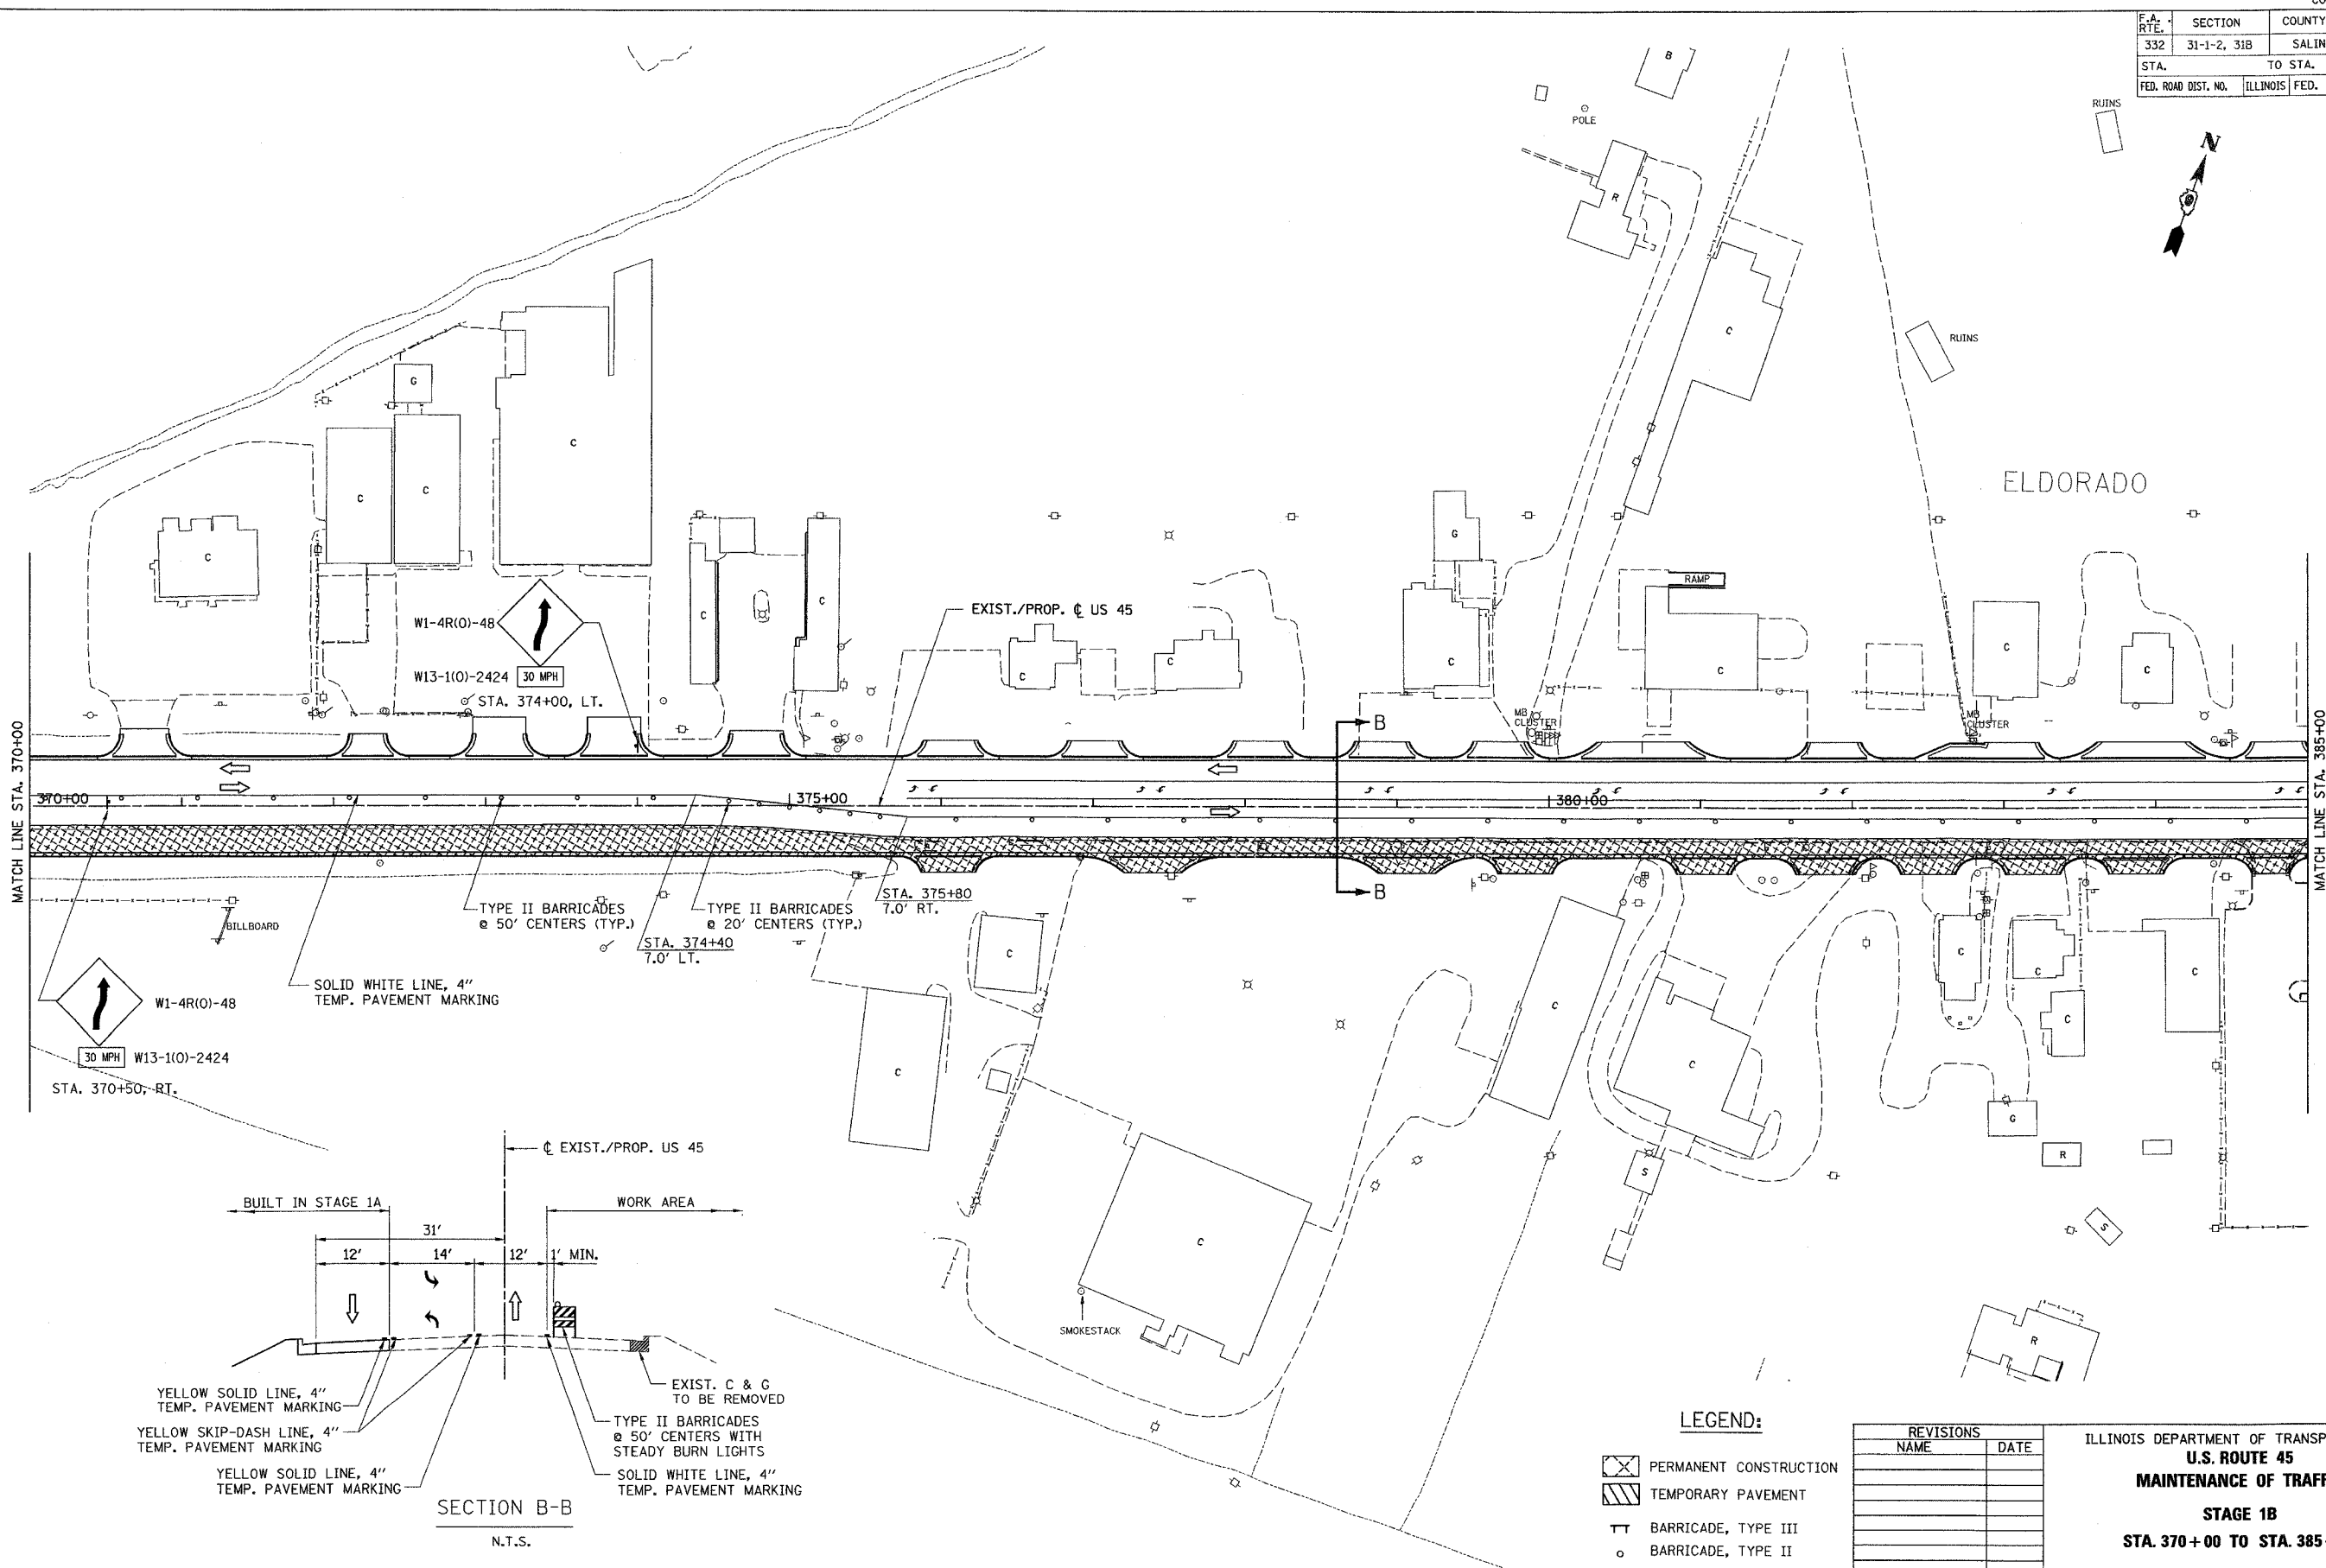 F.A. RTE. SECTION COUNTY
332 31-1-2, 31B SALIN
STA. TO STA.
FED. ROAD DIST. NO. ILLINOIS FED.
RUINS
N
B
POLE
R
C
RUINS
ELDORADO
G
C
C
C
C
G
RAMP
W1-4R(O)-48
EXIST./PROP. ℄ US 45
C
C
C
C
C
C
C
C
W13-1(O)-2424 30 MPH
STA. 374+00, LT.
MB CLUSTER
MB CLUSTER
B
MATCH LINE STA. 370+00
MATCH LINE STA. 385+00
370+00
375+00
380+00
B
STA. 375+80
7.0' RT.
TYPE II BARRICADES
@ 50' CENTERS (TYP.)
TYPE II BARRICADES
@ 20' CENTERS (TYP.)
BILLBOARD
STA. 374+40
7.0' LT.
SOLID WHITE LINE, 4"
TEMP. PAVEMENT MARKING
W1-4R(O)-48
C
C
C
C
C
C
C
C
30 MPH W13-1(O)-2424
STA. 370+50, RT.
G
R
S
S
C
SMOKESTACK
R
℄ EXIST./PROP. US 45
BUILT IN STAGE 1A
WORK AREA
31'
12' 14' 12' 1' MIN.
YELLOW SOLID LINE, 4"
TEMP. PAVEMENT MARKING
YELLOW SKIP-DASH LINE, 4"
TEMP. PAVEMENT MARKING
YELLOW SOLID LINE, 4"
TEMP. PAVEMENT MARKING
EXIST. C & G
TO BE REMOVED
TYPE II BARRICADES
@ 50' CENTERS WITH
STEADY BURN LIGHTS
SOLID WHITE LINE, 4"
TEMP. PAVEMENT MARKING
SECTION B-B
N.T.S.
LEGEND:
PERMANENT CONSTRUCTION
TEMPORARY PAVEMENT
BARRICADE, TYPE III
BARRICADE, TYPE II
REVISIONS
NAME DATE
ILLINOIS DEPARTMENT OF TRANSP
U.S. ROUTE 45
MAINTENANCE OF TRAFF
STAGE 1B
STA. 370+00 TO STA. 385